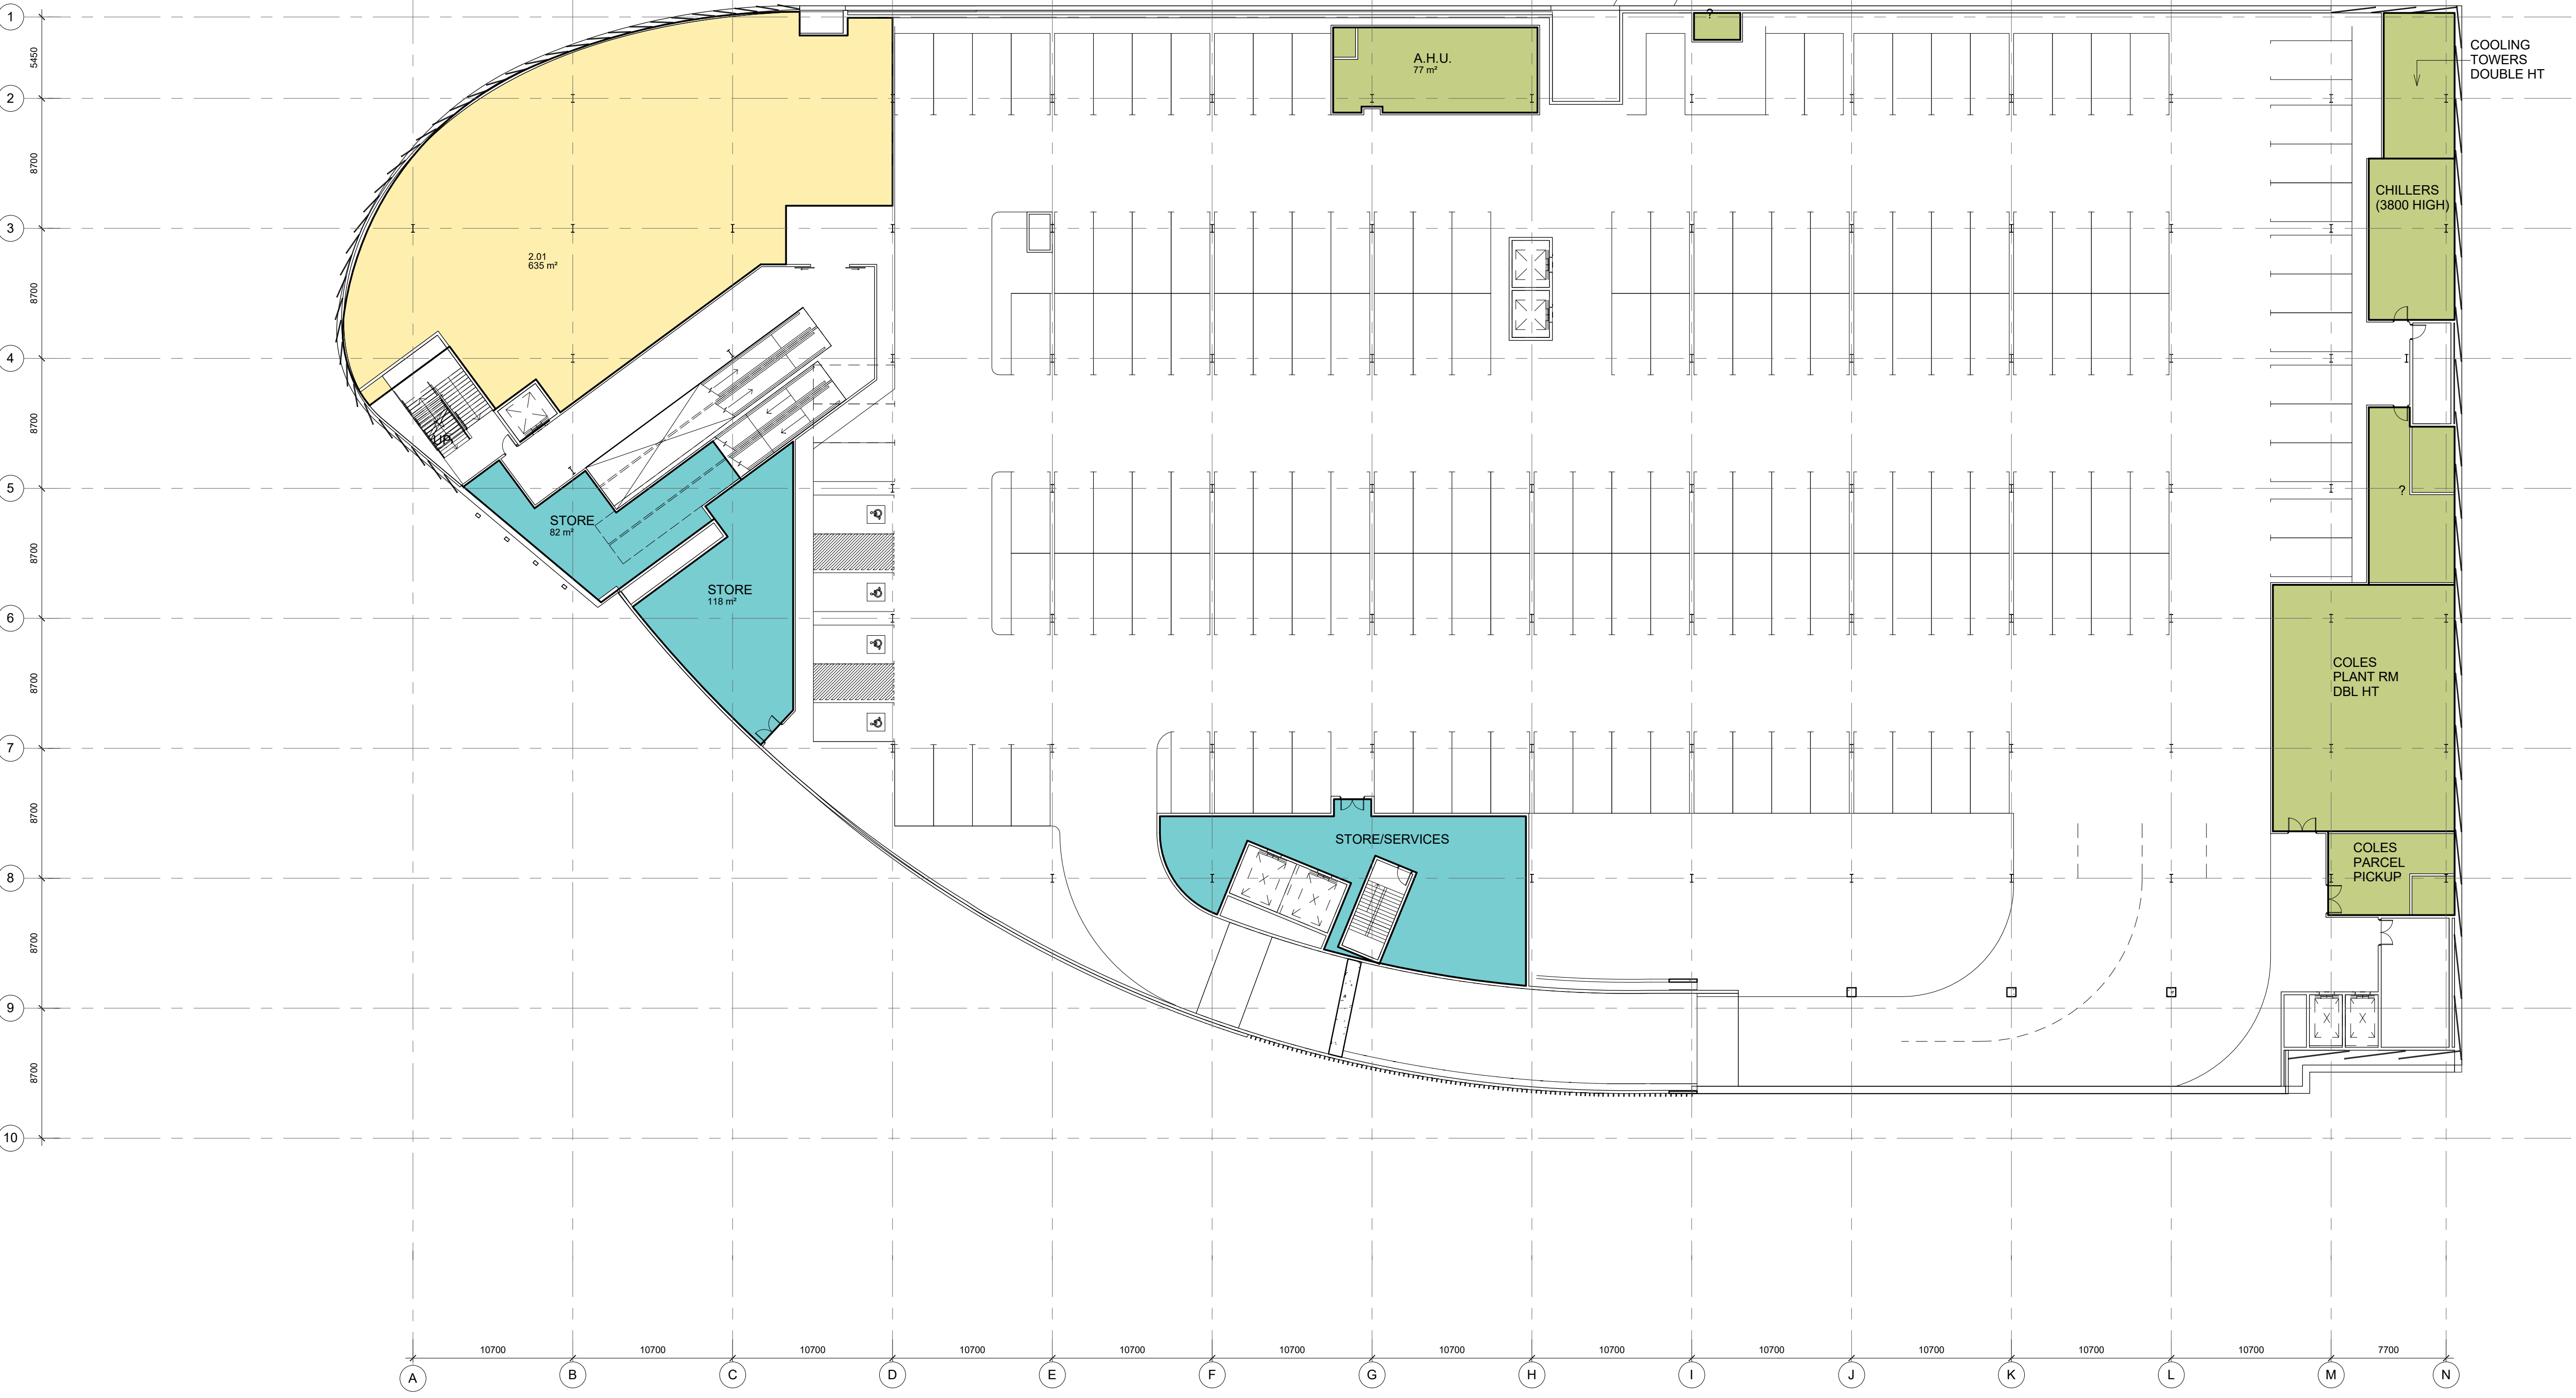 1
?
COOLING
TOWERS
DOUBLE HT
A.H.U.
77 m²
5450
2
8700
CHILLERS
(3800 HIGH)
3
2.01
635 m²
8700
4
8700
UP
5
?
STORE
82 m²
8700
STORE
118 m²
6
8700
COLES
PLANT RM
DBL HT
7
8700
STORE/SERVICES
COLES
PARCEL
PICKUP
8
8700
9
8700
10
10700 10700 10700 10700 10700 10700 10700 10700 10700 10700 10700 10700 7700
A B C D E F G H I J K L M N